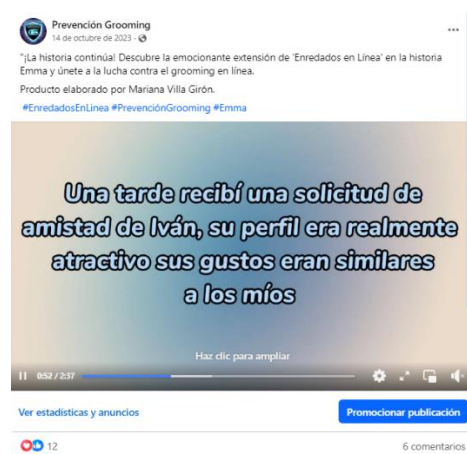 Prevención Grooming
14 de octubre de 2023 ·
"¡La historia continúa! Descubre la emocionante extensión de 'Enredados en Línea' en la historia
Emma y únete a la lucha contra el grooming en línea.
Producto elaborado por Mariana Villa Girón.
#EnredadosEnLinea #PrevenciónGrooming #Emma
Una tarde recibí una solicitud de
amistad de Iván, su perfil era realmente
atractivo sus gustos eran similares
a los míos
Haz clic para ampliar
0:52 / 2:37
Ver estadísticas y anuncios
Promocionar publicación
12
6 comentarios